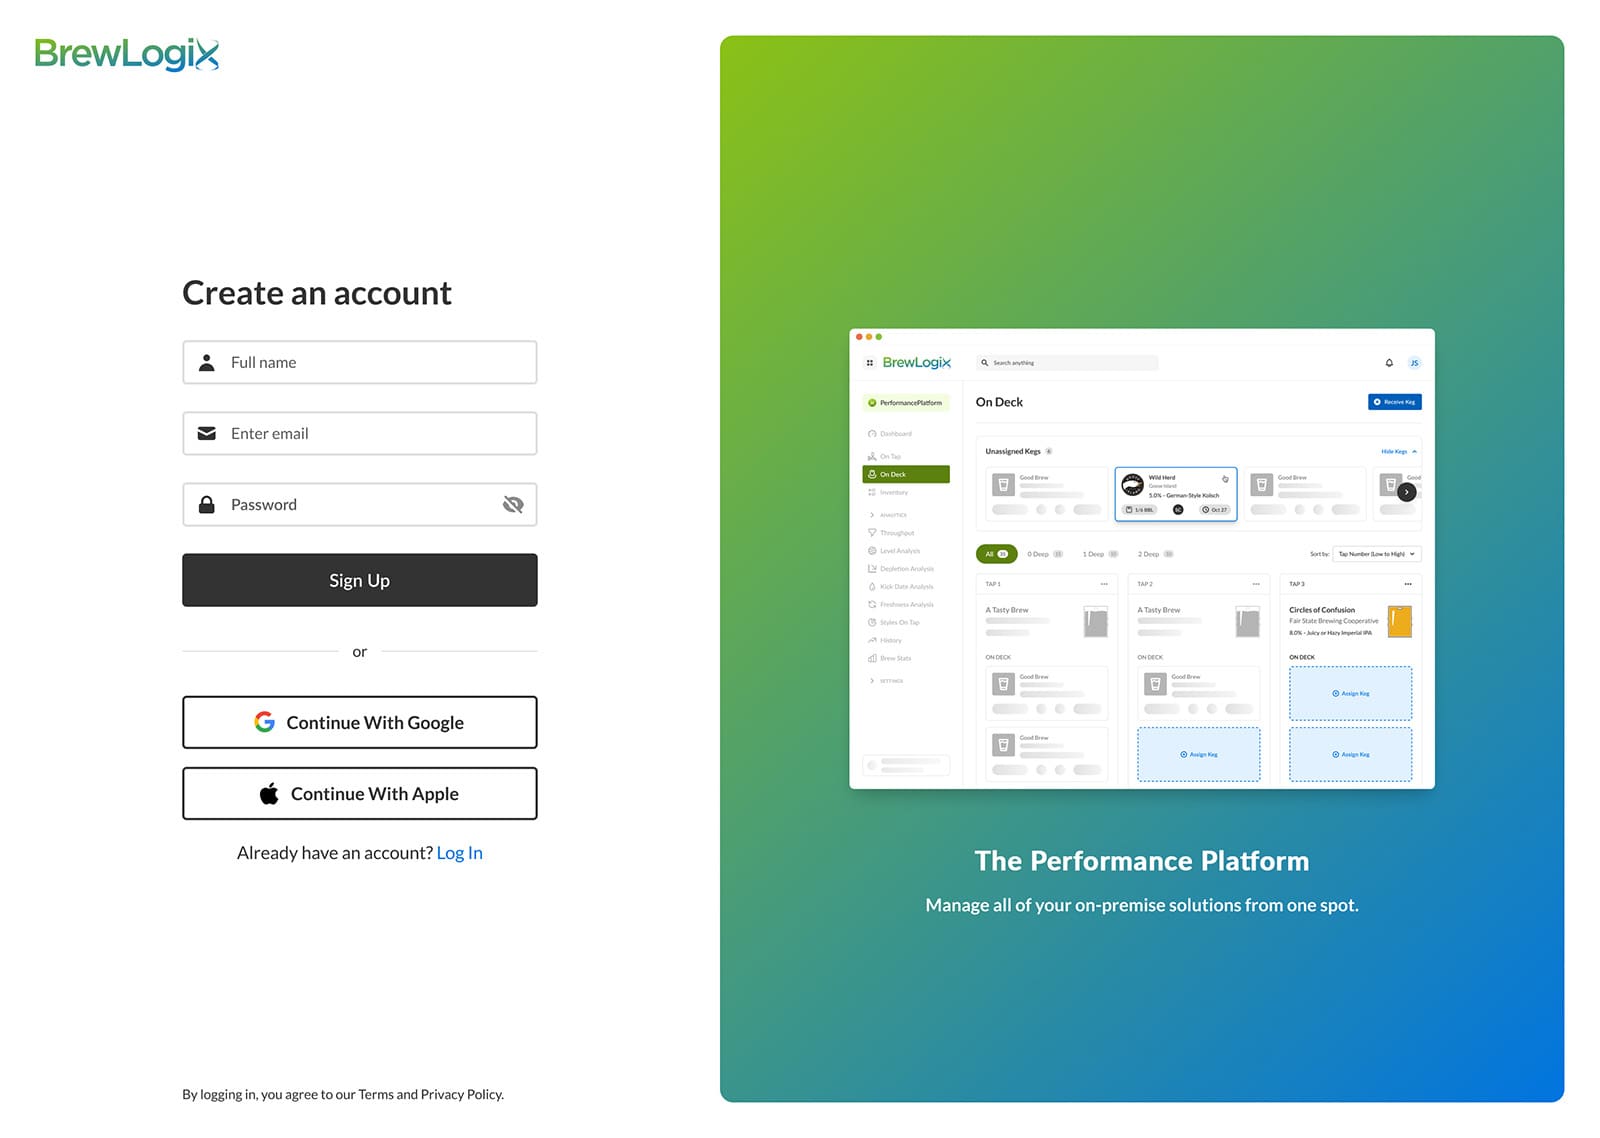 BrewLogix
Create an account
Full name
Enter email
Password
Sign Up
or
Continue With Google
Continue With Apple
Already have an account? Log In
By logging in, you agree to our Terms and Privacy Policy.
BrewLogix
Search anything
JS
PerformancePlatform
Dashboard
On Tap
On Deck
Inventory
ANALYTICS
Throughput
Level Analysis
Depletion Analysis
Kick Date Analysis
Freshness Analysis
Styles On Tap
History
Brew Stats
SETTINGS
On Deck
Receive Keg
Unassigned Kegs
Hide Kegs
Good Brew
Wild Herd
Goose Island
5.0% - German-Style Kolsch
1/6 BBL
SC
Oct 27
Good Brew
Good
All
0 Deep
1 Deep
2 Deep
Sort by: Tap Number (Low to High)
TAP 1
A Tasty Brew
ON DECK
Good Brew
Good Brew
TAP 2
A Tasty Brew
ON DECK
Good Brew
Assign Keg
TAP 3
Circles of Confusion
Fair State Brewing Cooperative
8.0% - Juicy or Hazy Imperial IPA
ON DECK
Assign Keg
Assign Keg
The Performance Platform
Manage all of your on-premise solutions from one spot.